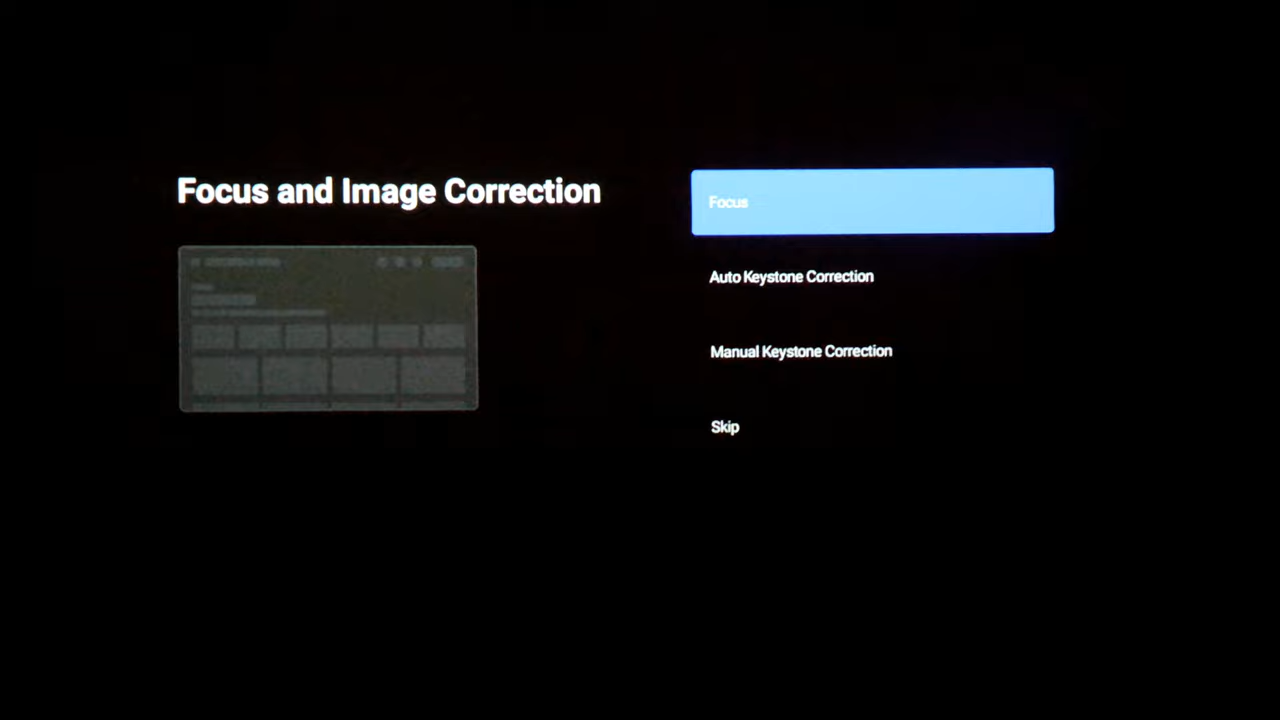 Focus and Image Correction
Focus
Auto Keystone Correction
Manual Keystone Correction
Skip